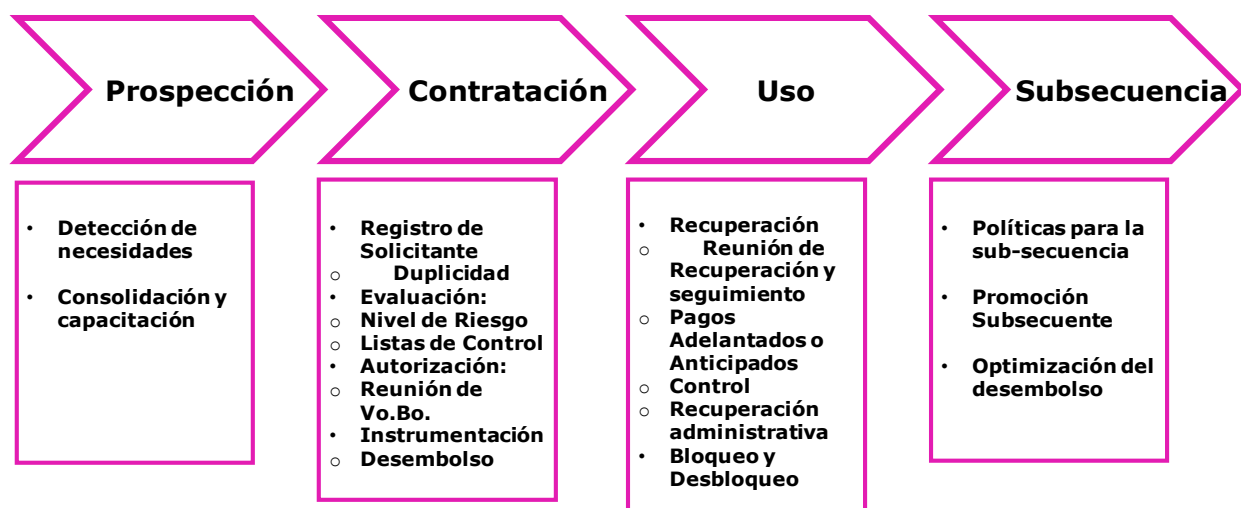 Prospección
Contratación
Uso
Subsecuencia
• Detección de
necesidades
• Consolidación y
capacitación
• Registro de
Solicitante
o Duplicidad
• Evaluación:
o Nivel de Riesgo
o Listas de Control
• Autorización:
o Reunión de
Vo.Bo.
• Instrumentación
o Desembolso
• Recuperación
o Reunión de
Recuperación y
seguimiento
o Pagos
Adelantados o
Anticipados
o Control
o Recuperación
administrativa
• Bloqueo y
Desbloqueo
• Políticas para la
sub-secuencia
• Promoción
Subsecuente
• Optimización del
desembolso